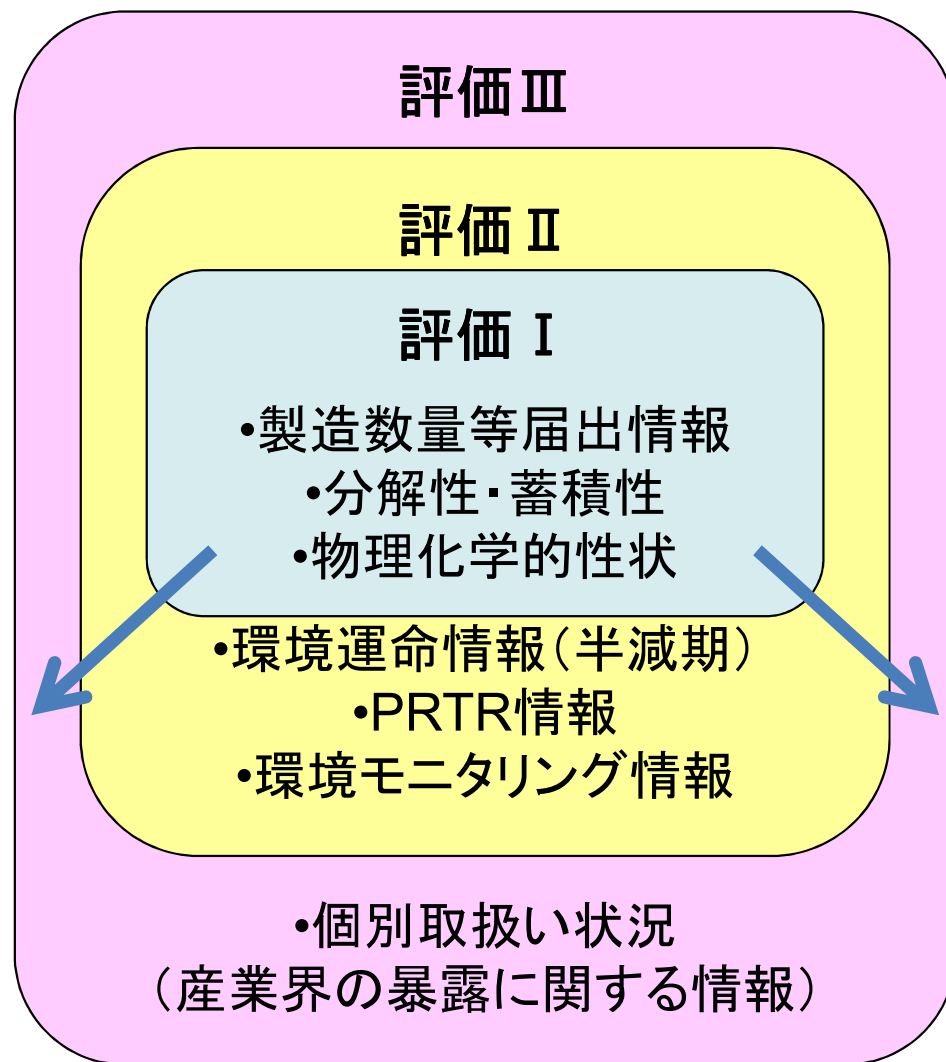 評価Ⅲ
評価Ⅱ
評価Ⅰ
•製造数量等届出情報
•分解性・蓄積性
•物理化学的性状
•環境運命情報(半減期)
•PRTR情報
•環境モニタリング情報
•個別取扱い状況
(産業界の暴露に関する情報)